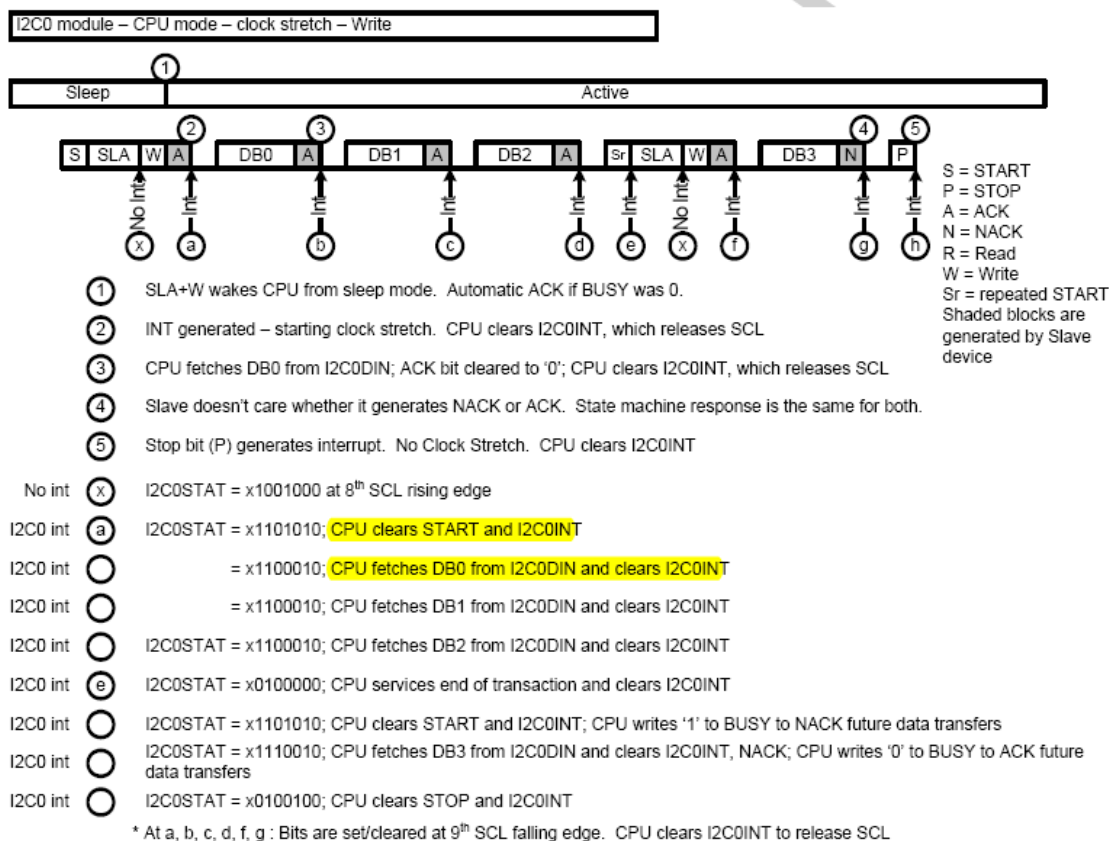 I2C0 module – CPU mode – clock stretch – Write
1
Sleep Active
2 3 4 5
S SLA W A DB0 A DB1 A DB2 A Sr SLA W A DB3 N P
No Int Int Int Int Int Int No Int Int Int Int
x a b c d e x f g h
S = START
P = STOP
A = ACK
N = NACK
R = Read
W = Write
Sr = repeated START
Shaded blocks are
generated by Slave
device
1 SLA+W wakes CPU from sleep mode. Automatic ACK if BUSY was 0.
2 INT generated – starting clock stretch. CPU clears I2C0INT, which releases SCL
3 CPU fetches DB0 from I2C0DIN; ACK bit cleared to '0'; CPU clears I2C0INT, which releases SCL
4 Slave doesn't care whether it generates NACK or ACK. State machine response is the same for both.
5 Stop bit (P) generates interrupt. No Clock Stretch. CPU clears I2C0INT
No int x I2C0STAT = x1001000 at 8th SCL rising edge
I2C0 int a I2C0STAT = x1101010; CPU clears START and I2C0INT
I2C0 int = x1100010; CPU fetches DB0 from I2C0DIN and clears I2C0INT
I2C0 int = x1100010; CPU fetches DB1 from I2C0DIN and clears I2C0INT
I2C0 int I2C0STAT = x1100010; CPU fetches DB2 from I2C0DIN and clears I2C0INT
I2C0 int e I2C0STAT = x0100000; CPU services end of transaction and clears I2C0INT
I2C0 int I2C0STAT = x1101010; CPU clears START and I2C0INT; CPU writes '1' to BUSY to NACK future data transfers
I2C0 int I2C0STAT = x1110010; CPU fetches DB3 from I2C0DIN and clears I2C0INT, NACK; CPU writes '0' to BUSY to ACK future
data transfers
I2C0 int I2C0STAT = x0100100; CPU clears STOP and I2C0INT
* At a, b, c, d, f, g : Bits are set/cleared at 9th SCL falling edge. CPU clears I2C0INT to release SCL